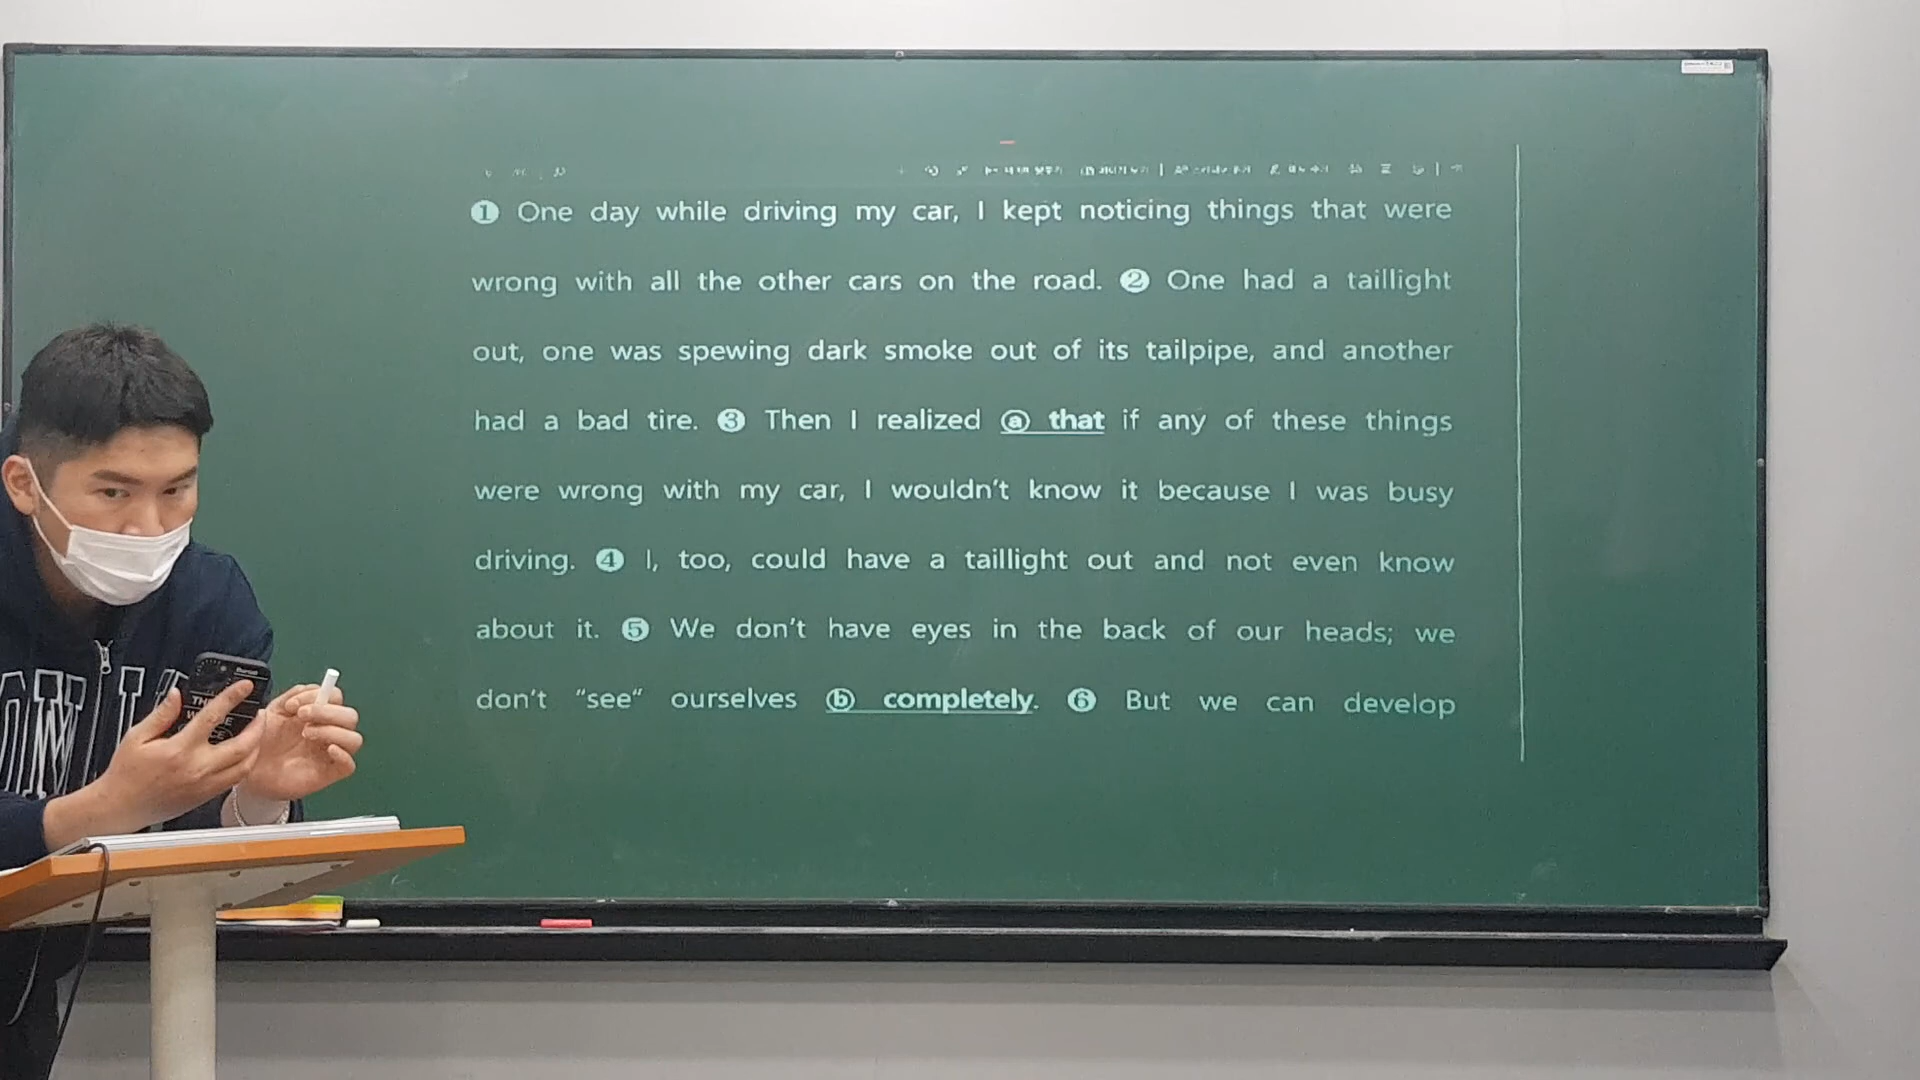 ❶ One day while driving my car, I kept noticing things that were
wrong with all the other cars on the road. ❷ One had a taillight
out, one was spewing dark smoke out of its tailpipe, and another
had a bad tire. ❸ Then I realized ⓐ that if any of these things
were wrong with my car, I wouldn't know it because I was busy
driving. ❹ I, too, could have a taillight out and not even know
about it. ❺ We don't have eyes in the back of our heads; we
don't "see" ourselves ⓑ completely. ❻ But we can develop